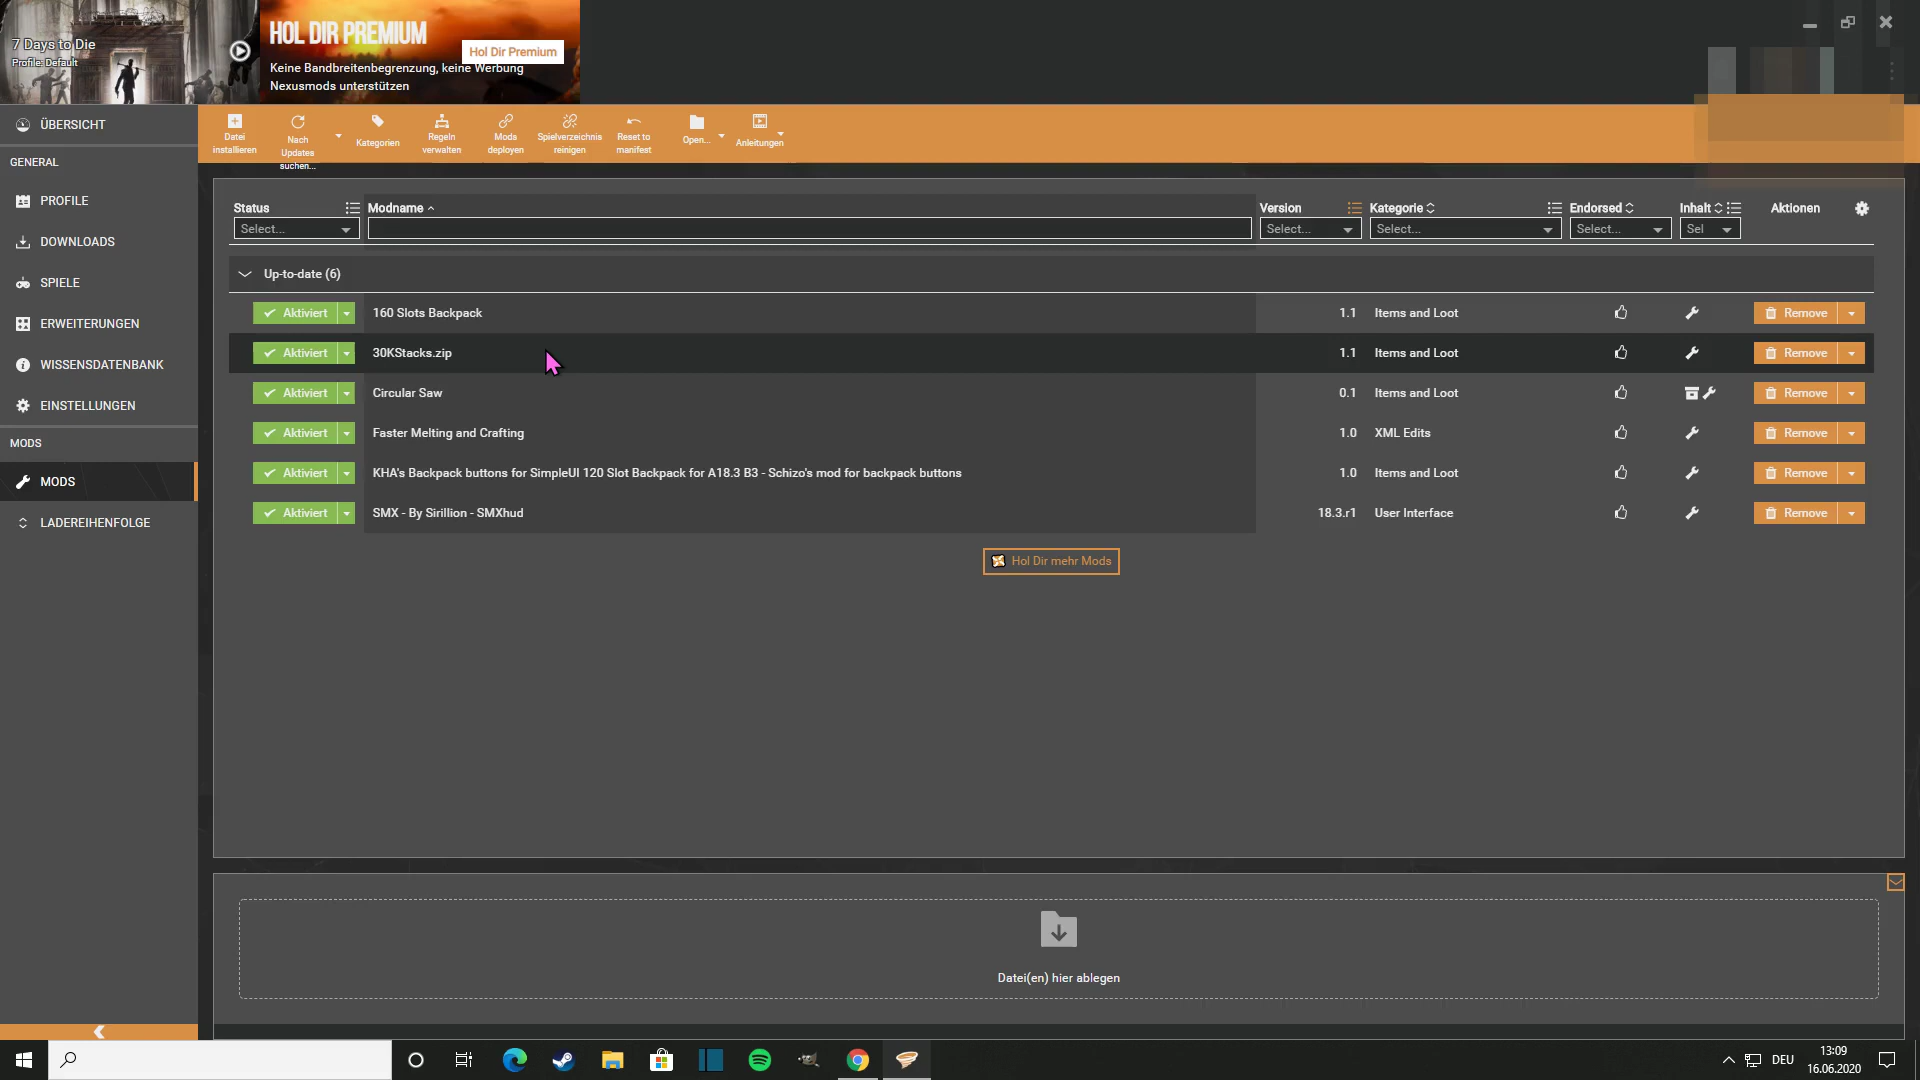 7 Days to Die
Profile: Default
HOL DIR PREMIUM
Hol Dir Premium
Keine Bandbreitenbegrenzung, keine Werbung
Nexusmods unterstützen
ÜBERSICHT
GENERAL
PROFILE
DOWNLOADS
SPIELE
ERWEITERUNGEN
WISSENSDATENBANK
EINSTELLUNGEN
MODS
MODS
LADEREIHENFOLGE
Datei
installieren
Nach
Updates
suchen...
Kategorien
Regeln
verwalten
Mods
deployen
Spielverzeichnis
reinigen
Reset to
manifest
Open...
Anleitungen
Status Modname Version Kategorie Endorsed Inhalt Aktionen
Select... Select... Select... Select... Sel
Up-to-date (6)
Aktiviert 160 Slots Backpack 1.1 Items and Loot Remove
Aktiviert 30KStacks.zip 1.1 Items and Loot Remove
Aktiviert Circular Saw 0.1 Items and Loot Remove
Aktiviert Faster Melting and Crafting 1.0 XML Edits Remove
Aktiviert KHA's Backpack buttons for SimpleUI 120 Slot Backpack for A18.3 B3 - Schizo's mod for backpack buttons 1.0 Items and Loot Remove
Aktiviert SMX - By Sirillion - SMXhud 18.3.r1 User Interface Remove
Hol Dir mehr Mods
Datei(en) hier ablegen
DEU
13:09
16.06.2020